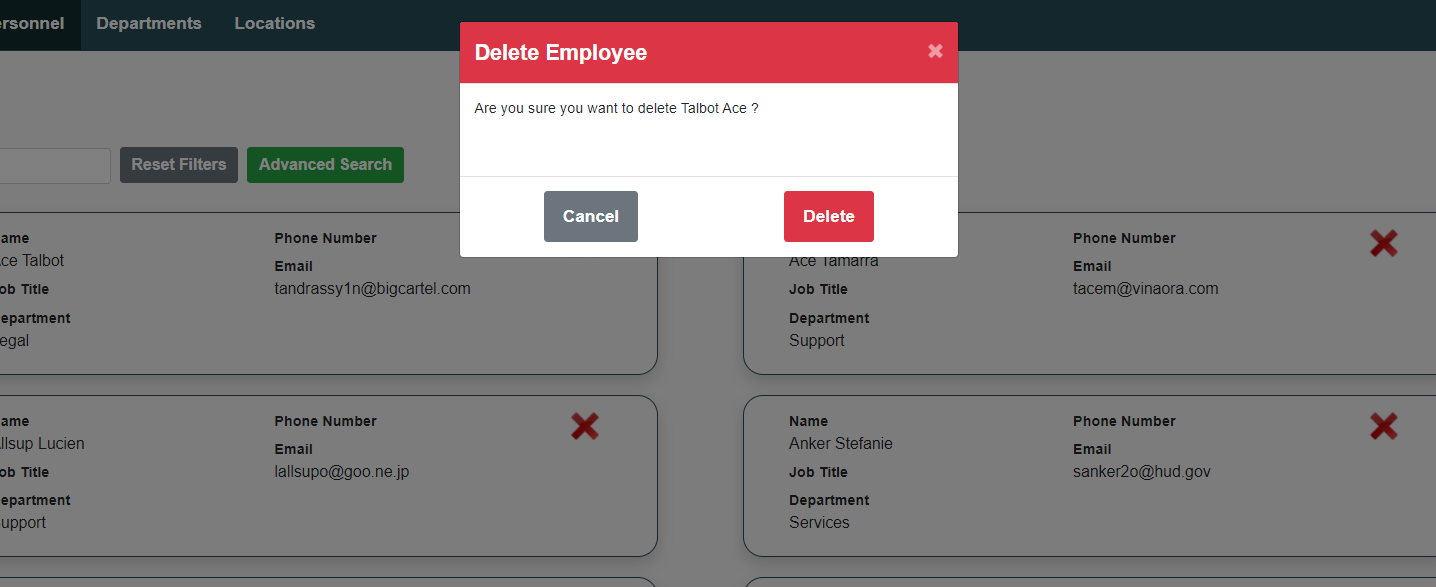 ersonnel Departments Locations
Delete Employee ×
Are you sure you want to delete Talbot Ace ?
Cancel Delete
Reset Filters Advanced Search
ame
ce Talbot
ob Title
epartment
egal
Phone Number
Email
tandrassy1n@bigcartel.com
Ace Tamarra
Job Title
Department
Support
Phone Number
Email
tacem@vinaora.com
ame
llsup Lucien
ob Title
epartment
upport
Phone Number
Email
lallsupo@goo.ne.jp
Name
Anker Stefanie
Job Title
Department
Services
Phone Number
Email
sanker2o@hud.gov